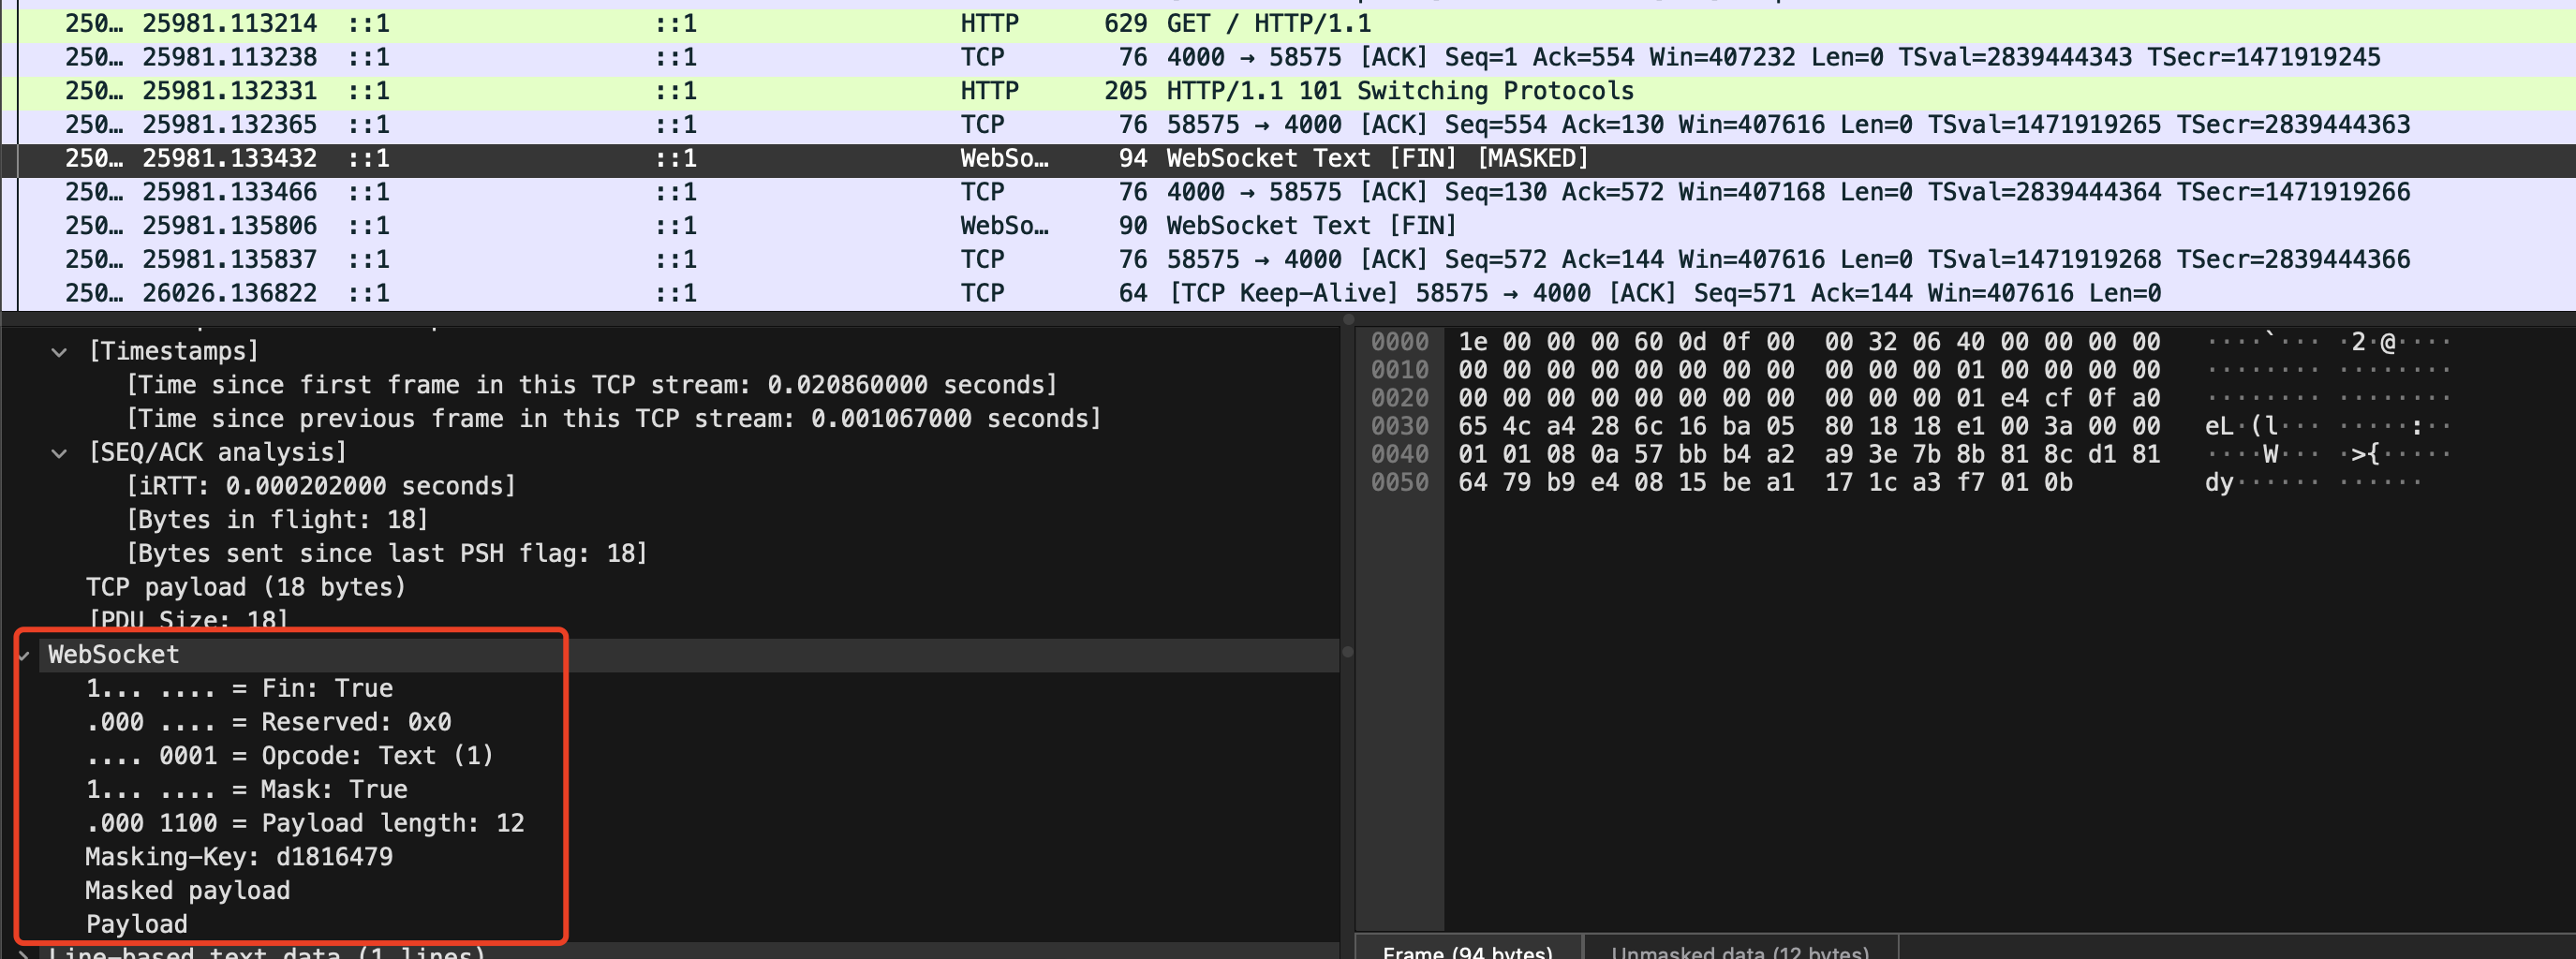 250… 25981.113214 ::1 ::1 HTTP 629 GET / HTTP/1.1
250… 25981.113238 ::1 ::1 TCP 76 4000 → 58575 [ACK] Seq=1 Ack=554 Win=407232 Len=0 TSval=2839444343 TSecr=1471919245
250… 25981.132331 ::1 ::1 HTTP 205 HTTP/1.1 101 Switching Protocols
250… 25981.132365 ::1 ::1 TCP 76 58575 → 4000 [ACK] Seq=554 Ack=130 Win=407616 Len=0 TSval=1471919265 TSecr=2839444363
250… 25981.133432 ::1 ::1 WebSo… 94 WebSocket Text [FIN] [MASKED]
250… 25981.133466 ::1 ::1 TCP 76 4000 → 58575 [ACK] Seq=130 Ack=572 Win=407168 Len=0 TSval=2839444364 TSecr=1471919266
250… 25981.135806 ::1 ::1 WebSo… 90 WebSocket Text [FIN]
250… 25981.135837 ::1 ::1 TCP 76 58575 → 4000 [ACK] Seq=572 Ack=144 Win=407616 Len=0 TSval=1471919268 TSecr=2839444366
250… 26026.136822 ::1 ::1 TCP 64 [TCP Keep-Alive] 58575 → 4000 [ACK] Seq=571 Ack=144 Win=407616 Len=0
[Timestamps]
[Time since first frame in this TCP stream: 0.020860000 seconds]
[Time since previous frame in this TCP stream: 0.001067000 seconds]
[SEQ/ACK analysis]
[iRTT: 0.000202000 seconds]
[Bytes in flight: 18]
[Bytes sent since last PSH flag: 18]
TCP payload (18 bytes)
[PDU Size: 18]
WebSocket
1... .... = Fin: True
.000 .... = Reserved: 0x0
.... 0001 = Opcode: Text (1)
1... .... = Mask: True
.000 1100 = Payload length: 12
Masking-Key: d1816479
Masked payload
Payload
Line-based text data (1 lines)
0000 1e 00 00 00 60 0d 0f 00 00 32 06 40 00 00 00 00 ····`··· ·2·@····
0010 00 00 00 00 00 00 00 00 00 00 00 01 00 00 00 00 ········ ········
0020 00 00 00 00 00 00 00 00 00 00 00 01 e4 cf 0f a0 ········ ········
0030 65 4c a4 28 6c 16 ba 05 80 18 18 e1 00 3a 00 00 eL·(l··· ·····:··
0040 01 01 08 0a 57 bb b4 a2 a9 3e 7b 8b 81 8c d1 81 ····W··· ·>{·····
0050 64 79 b9 e4 08 15 be a1 17 1c a3 f7 01 0b dy······ ······
Frame (94 bytes) Unmasked data (12 bytes)